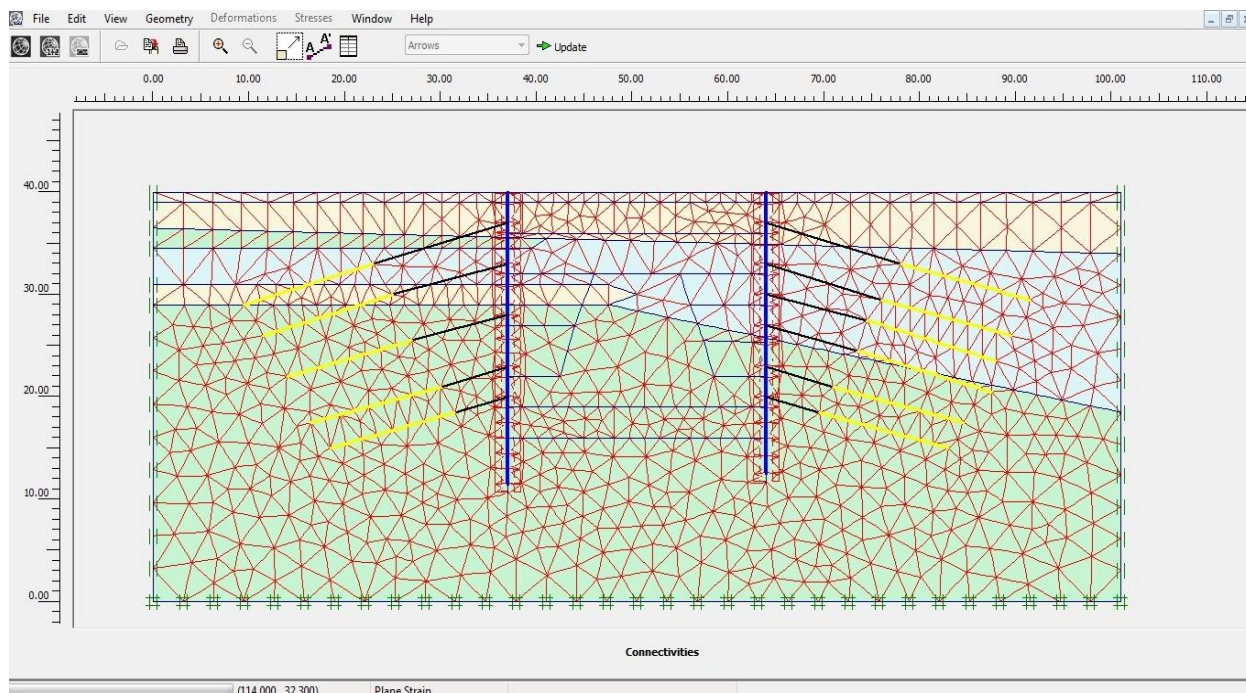 File Edit View Geometry Deformations Stresses Window Help
Arrows Update
0.00 10.00 20.00 30.00 40.00 50.00 60.00 70.00 80.00 90.00 100.00 110.00
40.00
30.00
20.00
10.00
0.00
Connectivities
(114.000 32.300) Plane Strain